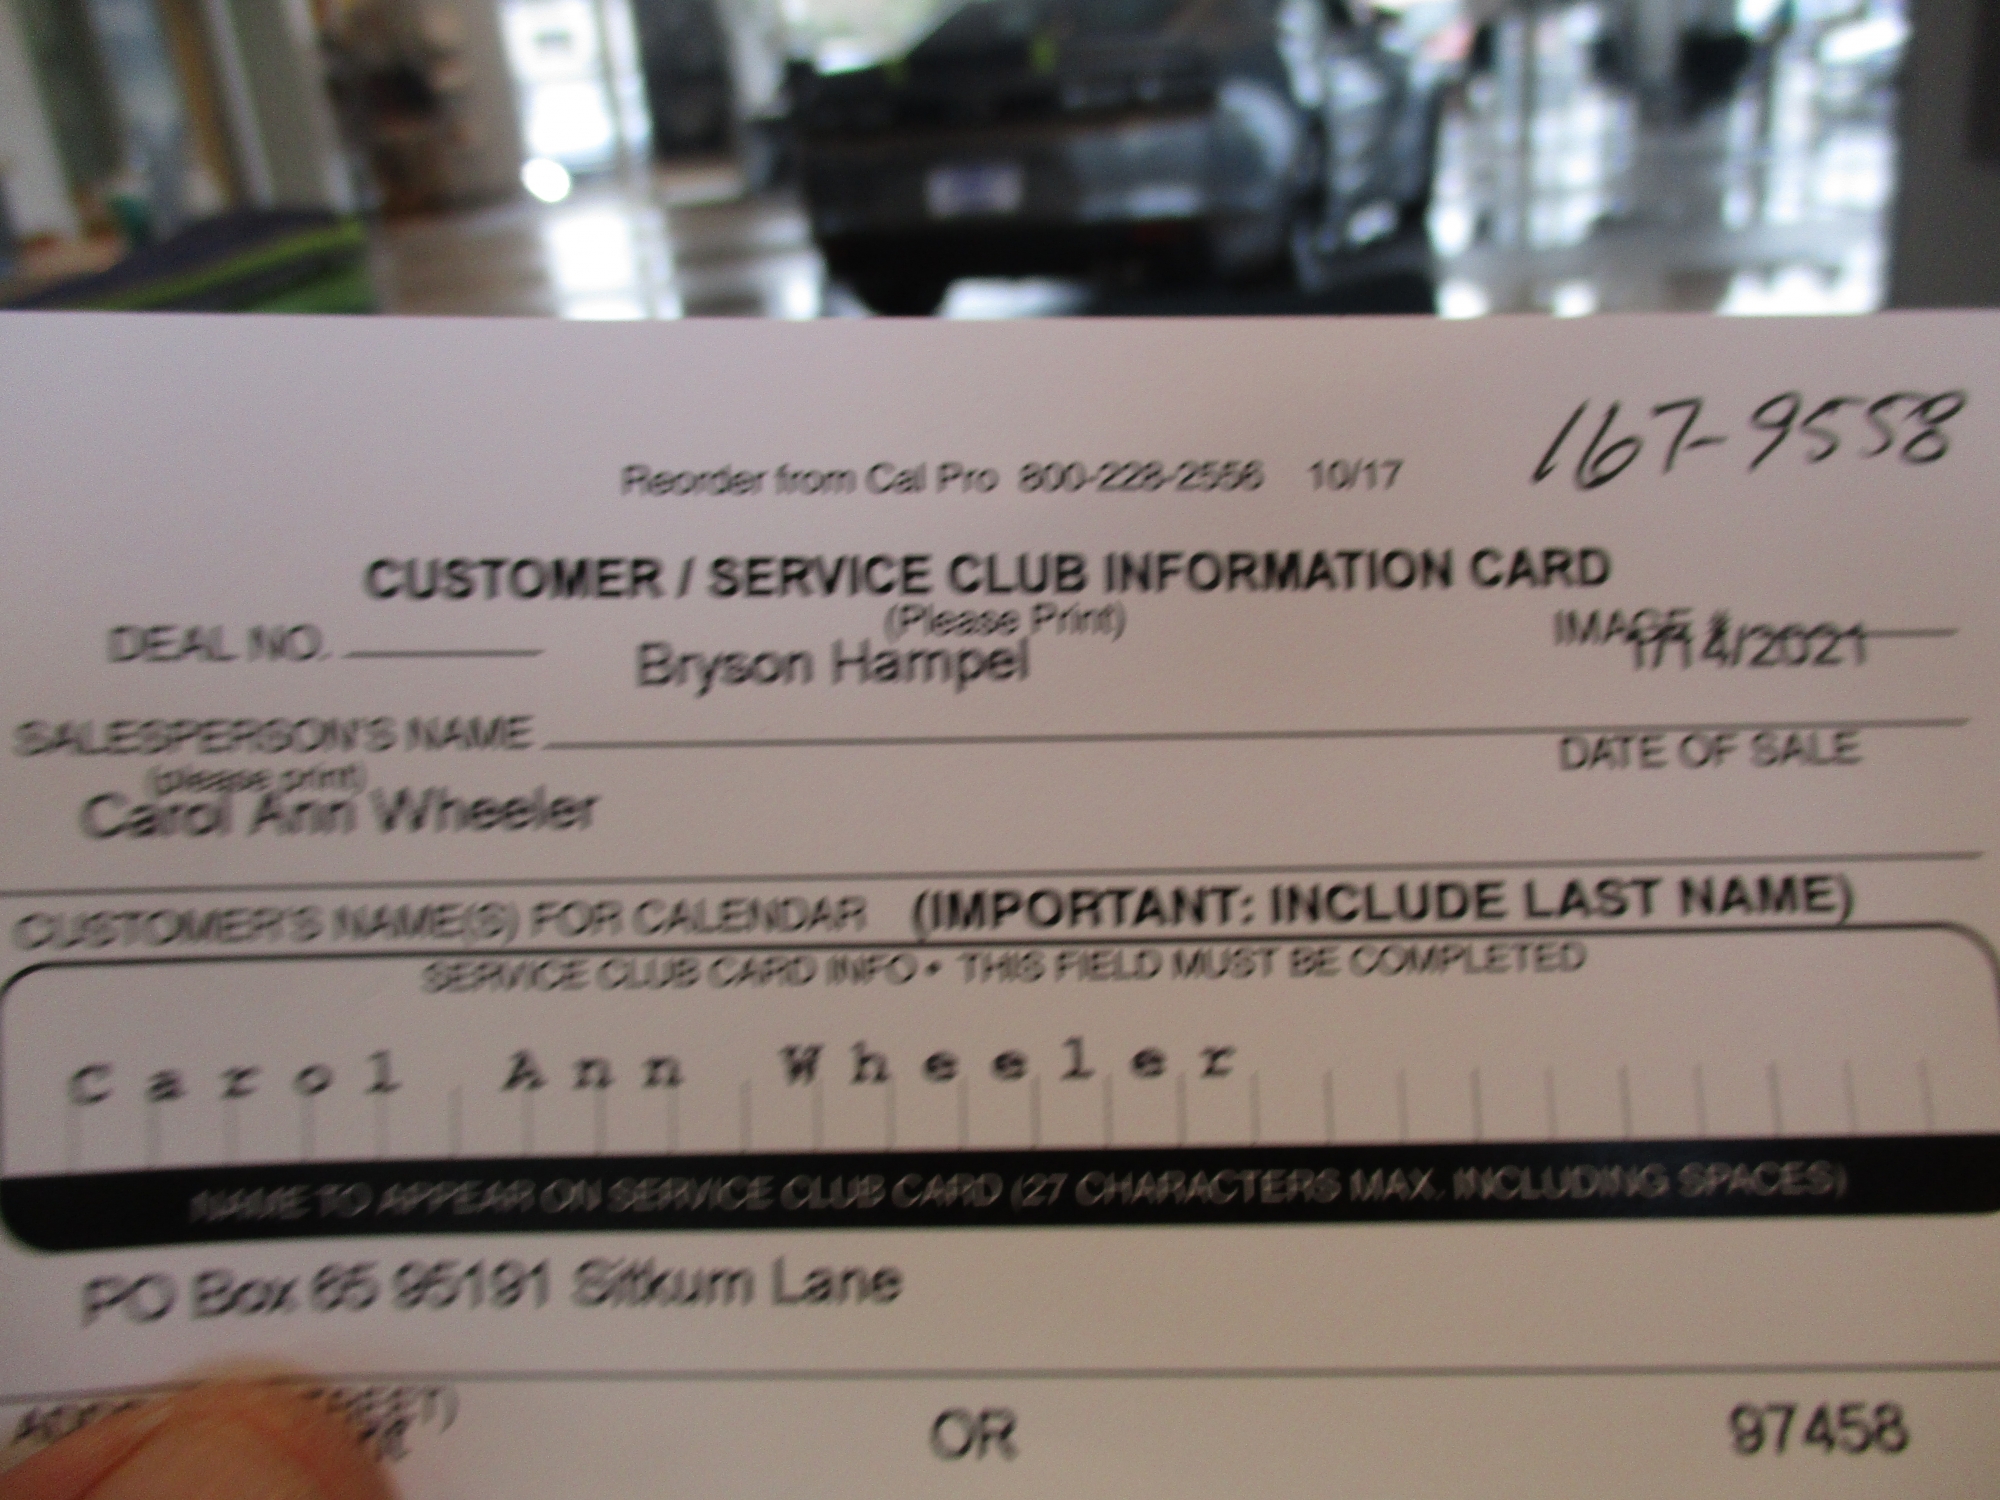 167-9558
Reorder from Cal Pro 800-228-2556 10/17
CUSTOMER / SERVICE CLUB INFORMATION CARD
(Please Print)
DEAL NO. Bryson Hampel IMAGE # 1/14/2021
SALESPERSON'S NAME DATE OF SALE
(please print)
Carol Ann Wheeler
CUSTOMER'S NAME(S) FOR CALENDAR (IMPORTANT: INCLUDE LAST NAME)
SERVICE CLUB CARD INFO • THIS FIELD MUST BE COMPLETED
Carol Ann Wheeler
NAME TO APPEAR ON SERVICE CLUB CARD (27 CHARACTERS MAX. INCLUDING SPACES)
PO Box 65 95191 Sitkum Lane
OR 97458